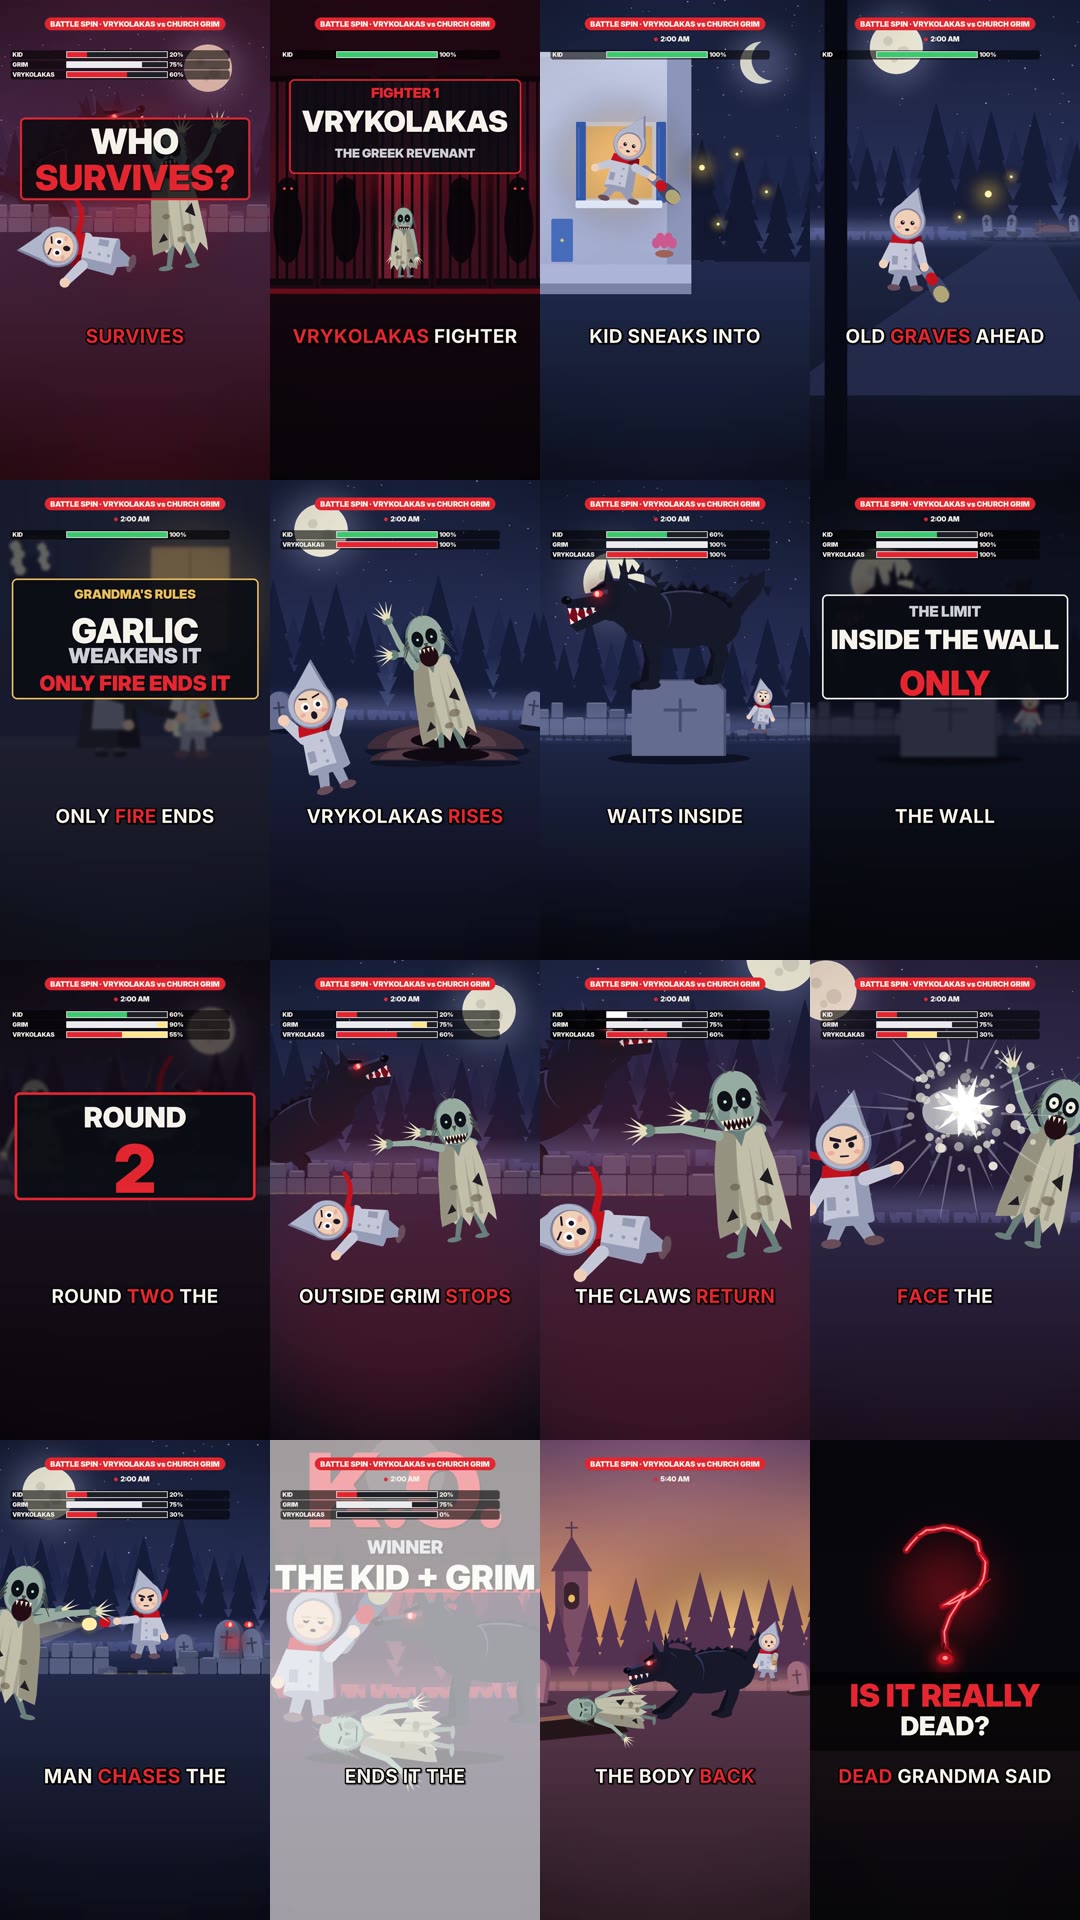 BATTLE SPIN · VRYKOLAKAS vs CHURCH GRIM
KID 20%
GRIM 75%
VRYKOLAKAS 60%
WHO
SURVIVES?
SURVIVES
BATTLE SPIN · VRYKOLAKAS vs CHURCH GRIM
KID 100%
FIGHTER 1
VRYKOLAKAS
THE GREEK REVENANT
VRYKOLAKAS FIGHTER
BATTLE SPIN · VRYKOLAKAS vs CHURCH GRIM
KID 100%
KID SNEAKS INTO
BATTLE SPIN · VRYKOLAKAS vs CHURCH GRIM
2:00 AM
KID 100%
OLD GRAVES AHEAD
BATTLE SPIN · VRYKOLAKAS vs CHURCH GRIM
2:00 AM
KID 100%
GRANDMA'S RULES
GARLIC
WEAKENS IT
ONLY FIRE ENDS IT
ONLY FIRE ENDS
BATTLE SPIN · VRYKOLAKAS vs CHURCH GRIM
2:00 AM
KID 100%
VRYKOLAKAS 100%
VRYKOLAKAS RISES
BATTLE SPIN · VRYKOLAKAS vs CHURCH GRIM
2:00 AM
KID 60%
GRIM 100%
VRYKOLAKAS 100%
WAITS INSIDE
BATTLE SPIN · VRYKOLAKAS vs CHURCH GRIM
2:00 AM
KID 60%
GRIM 100%
VRYKOLAKAS 100%
THE LIMIT
INSIDE THE WALL
ONLY
THE WALL
BATTLE SPIN · VRYKOLAKAS vs CHURCH GRIM
2:00 AM
KID 60%
GRIM 90%
VRYKOLAKAS 55%
ROUND
2
ROUND TWO THE
BATTLE SPIN · VRYKOLAKAS vs CHURCH GRIM
2:00 AM
KID 20%
GRIM 75%
VRYKOLAKAS 60%
OUTSIDE GRIM STOPS
BATTLE SPIN · VRYKOLAKAS vs CHURCH GRIM
2:00 AM
KID 20%
GRIM 75%
VRYKOLAKAS 60%
THE CLAWS RETURN
BATTLE SPIN · VRYKOLAKAS vs CHURCH GRIM
2:00 AM
KID 20%
GRIM 75%
VRYKOLAKAS 30%
FACE THE
BATTLE SPIN · VRYKOLAKAS vs CHURCH GRIM
2:00 AM
KID 20%
GRIM 75%
VRYKOLAKAS 30%
MAN CHASES THE
BATTLE SPIN · VRYKOLAKAS vs CHURCH GRIM
2:00 AM
K.O.
KID 20%
GRIM 75%
VRYKOLAKAS 0%
WINNER
THE KID + GRIM
ENDS IT THE
BATTLE SPIN · VRYKOLAKAS vs CHURCH GRIM
5:40 AM
THE BODY BACK
IS IT REALLY
DEAD?
DEAD GRANDMA SAID